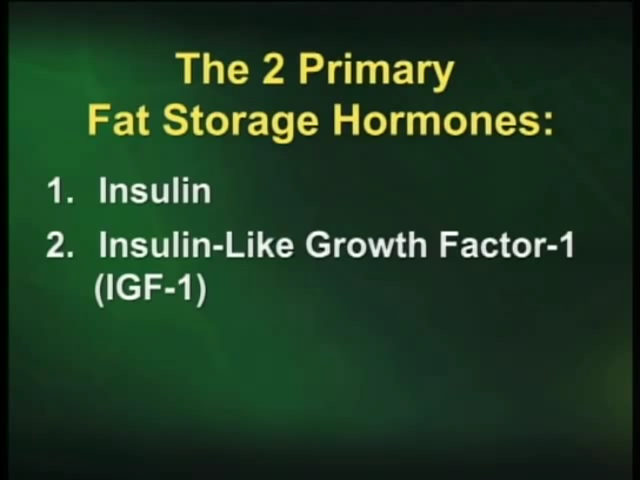 The 2 Primary
Fat Storage Hormones:
1. Insulin
2. Insulin-Like Growth Factor-1
(IGF-1)